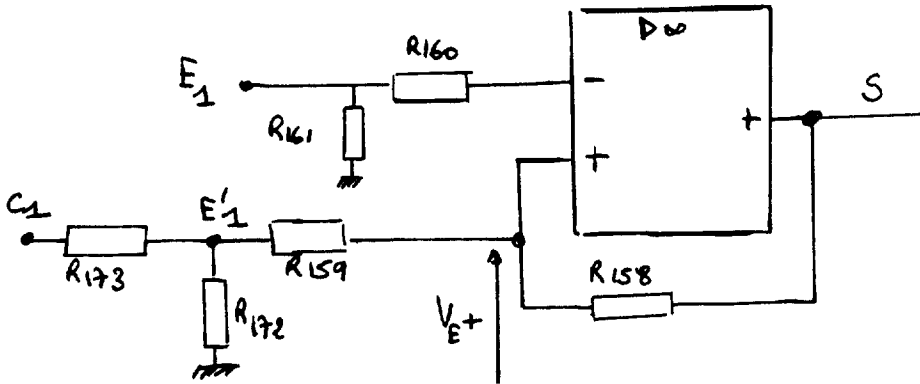 ▷∞
R160
E1
-
S
R161
+
+
C1
E'1
R173
R159
R158
R172
VE+